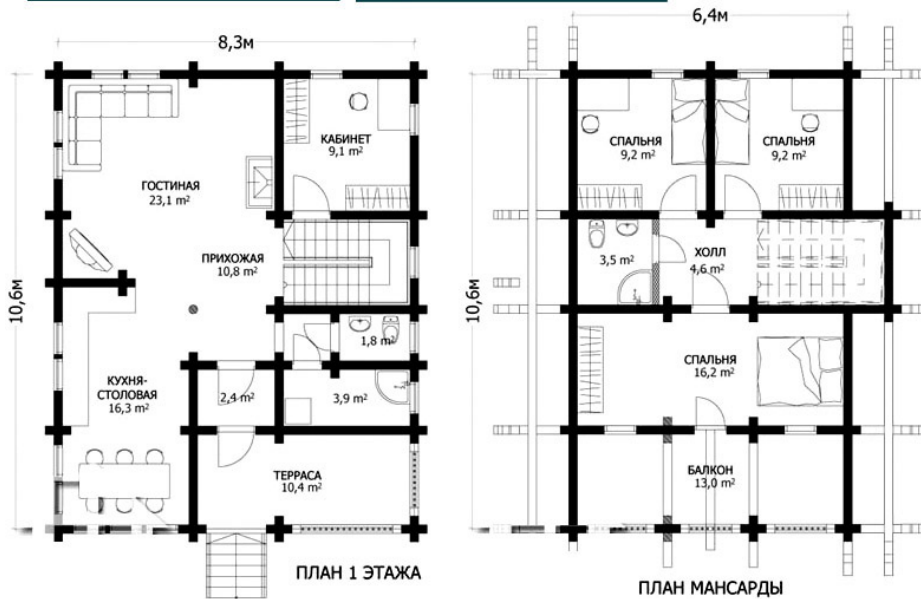 8,3м
10,6м
КАБИНЕТ
9,1 m²
ГОСТИНАЯ
23,1 m²
ПРИХОЖАЯ
10,8 m²
1,8 m²
КУХНЯ-
СТОЛОВАЯ
16,3 m²
2,4 m²
3,9 m²
ТЕРРАСА
10,4 m²
ПЛАН 1 ЭТАЖА
6,4м
10,6м
СПАЛЬНЯ
9,2 m²
СПАЛЬНЯ
9,2 m²
3,5 m²
ХОЛЛ
4,6 m²
СПАЛЬНЯ
16,2 m²
БАЛКОН
13,0 m²
ПЛАН МАНСАРДЫ